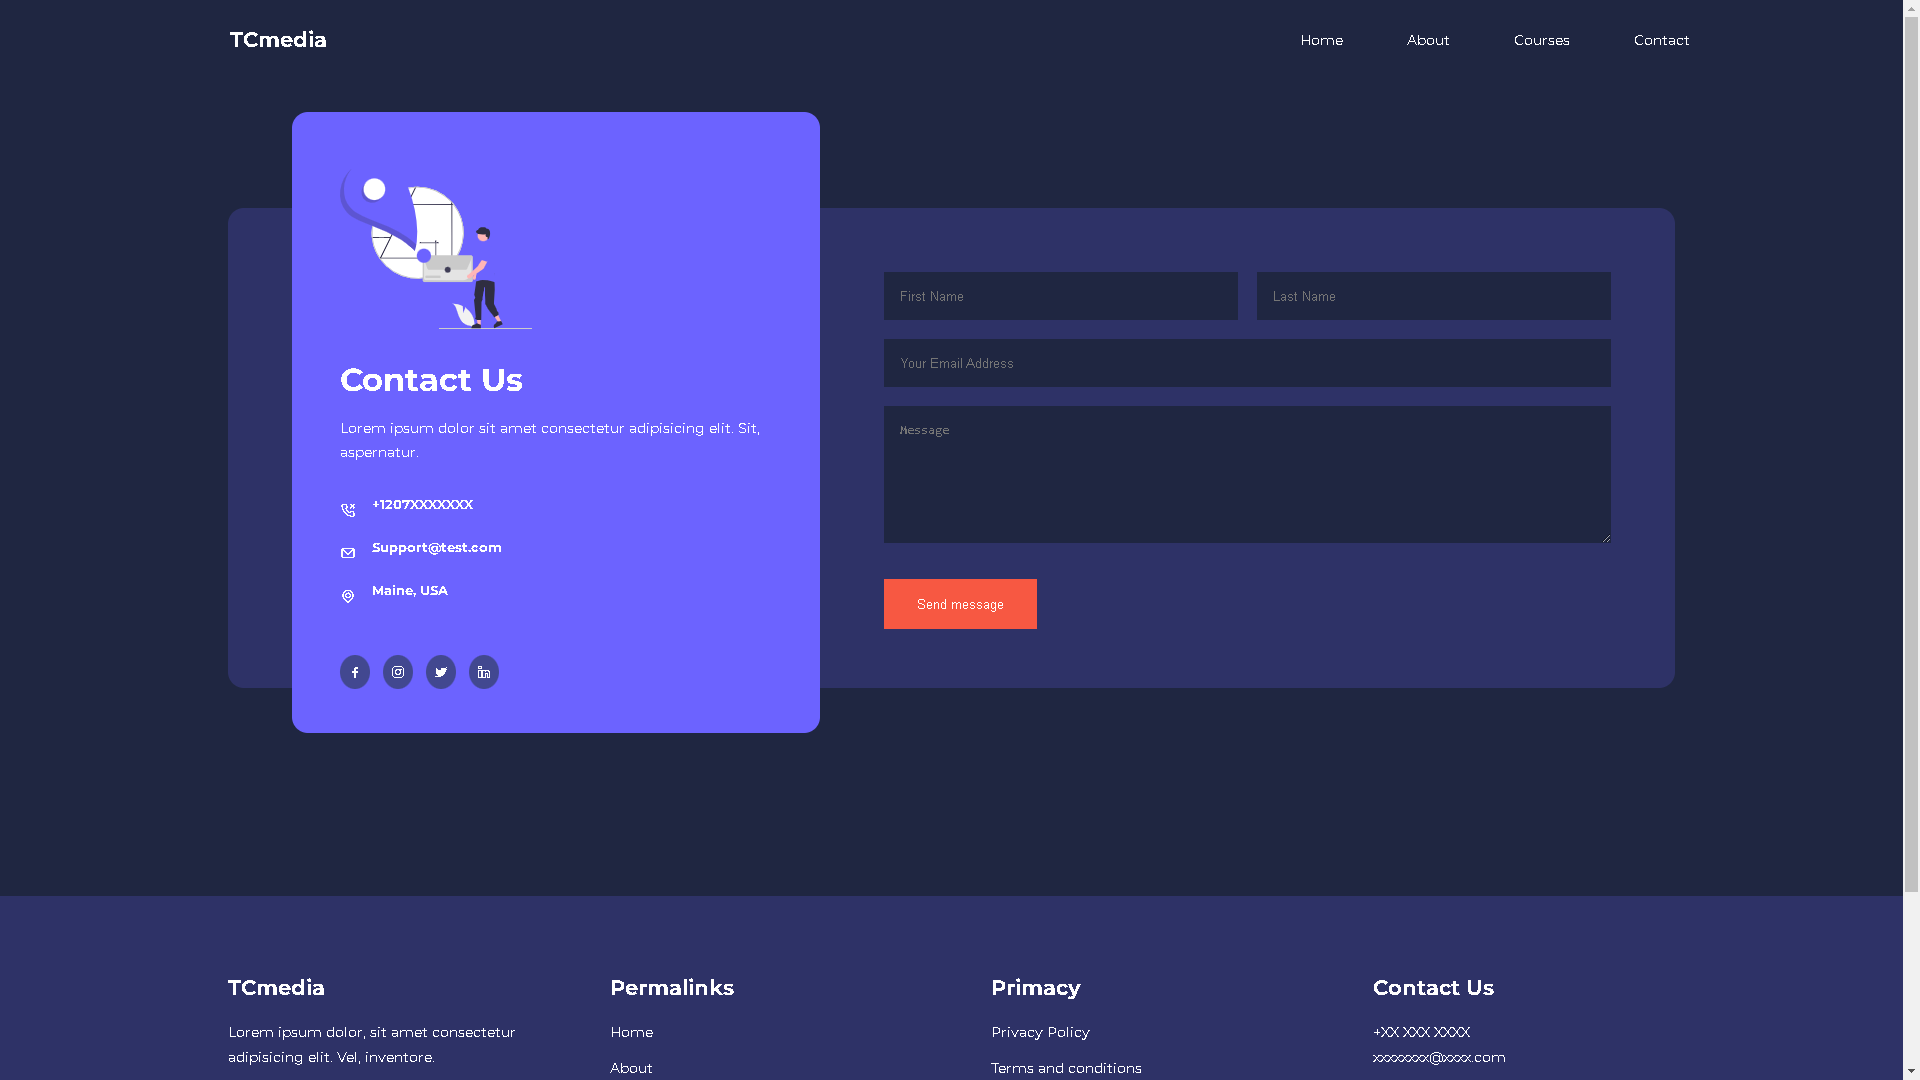 TCmedia
Home
About
Courses
Contact
First Name
Last Name
Your Email Address
Message
Send message
Contact Us
Lorem ipsum dolor sit amet consectetur adipisicing elit. Sit,
aspernatur.
+1207XXXXXXX
Support@test.com
Maine, USA
TCmedia
Lorem ipsum dolor, sit amet consectetur
adipisicing elit. Vel, inventore.
Permalinks
Home
About
Primacy
Privacy Policy
Terms and conditions
Contact Us
+XX XXX XXXX
xxxxxxxx@xxxx.com